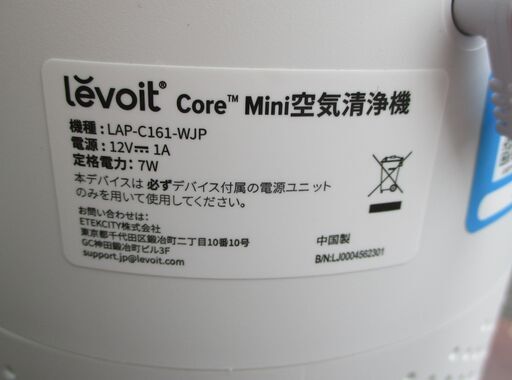 levoit® Core™ Mini空気清浄機
機種：LAP-C161-WJP
電源：12V⎓1A
定格電力：7W
本デバイスは必ずデバイス付属の電源ユニット
のみを用いて使用してください。
お問い合わせは：
ETEKCITY株式会社
東京都千代田区鍛冶町二丁目10番10号
GC神田鍛冶町ビル3F
support.jp@levoit.com
中国製
B/N:LJ0004562301